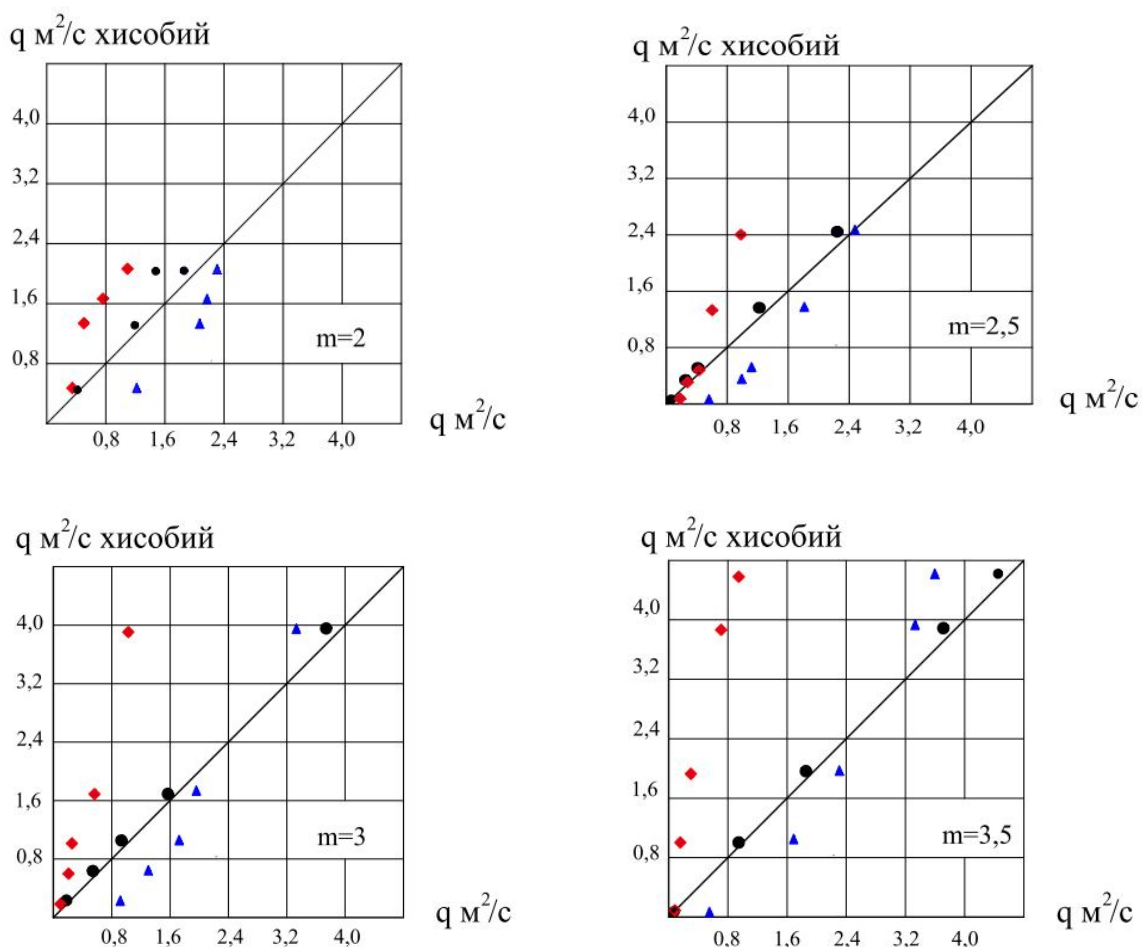 q м²/с хисобий
4,0
3,2
2,4
1,6
0,8
m=2
q м²/с
0,8 1,6 2,4 3,2 4,0
q м²/с хисобий
4,0
3,2
2,4
1,6
0,8
m=2,5
q м²/с
0,8 1,6 2,4 3,2 4,0
q м²/с хисобий
4,0
3,2
2,4
1,6
0,8
m=3
q м²/с
0,8 1,6 2,4 3,2 4,0
q м²/с хисобий
4,0
3,2
2,4
1,6
0,8
m=3,5
q м²/с
0,8 1,6 2,4 3,2 4,0